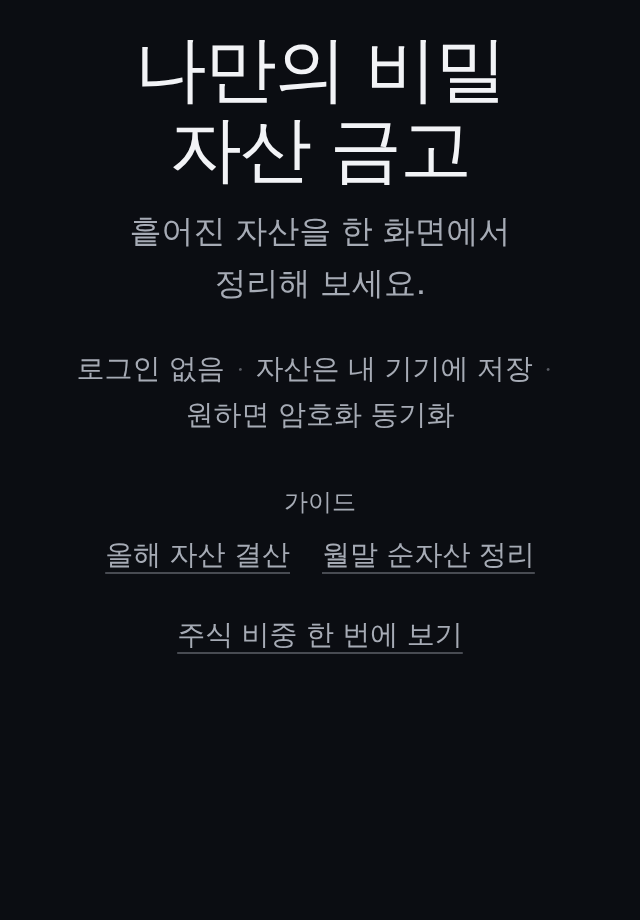 나만의 비밀
자산 금고
흩어진 자산을 한 화면에서
정리해 보세요.
로그인 없음 · 자산은 내 기기에 저장 ·
원하면 암호화 동기화
가이드
올해 자산 결산 월말 순자산 정리
주식 비중 한 번에 보기